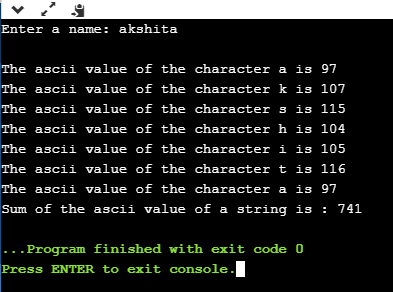 Enter a name: akshita
The ascii value of the character a is 97
The ascii value of the character k is 107
The ascii value of the character s is 115
The ascii value of the character h is 104
The ascii value of the character i is 105
The ascii value of the character t is 116
The ascii value of the character a is 97
Sum of the ascii value of a string is : 741
...Program finished with exit code 0
Press ENTER to exit console.